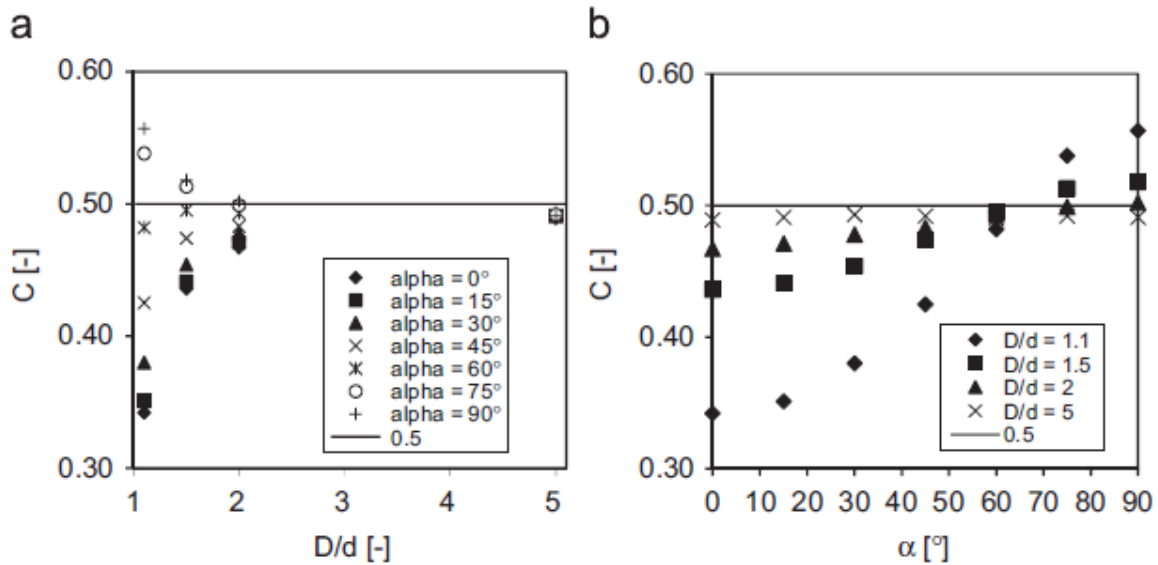 a
C [-]
0.60
0.50
0.40
0.30
alpha = 0°
alpha = 15°
alpha = 30°
alpha = 45°
alpha = 60°
alpha = 75°
alpha = 90°
0.5
1 2 3 4 5
D/d [-]
b
C [-]
0.60
0.50
0.40
0.30
D/d = 1.1
D/d = 1.5
D/d = 2
D/d = 5
0.5
0 10 20 30 40 50 60 70 80 90
α [°]